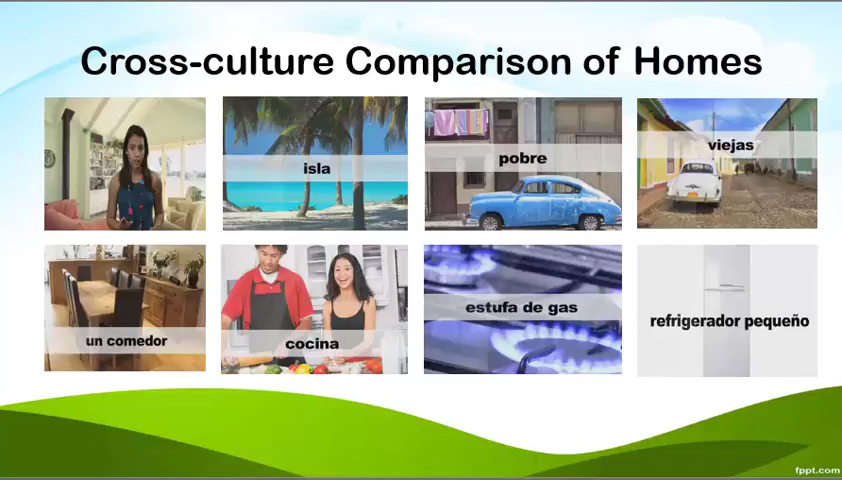 Cross-culture Comparison of Homes
isla
pobre
viejas
un comedor
cocina
estufa de gas
refrigerador pequeño
fppt.com